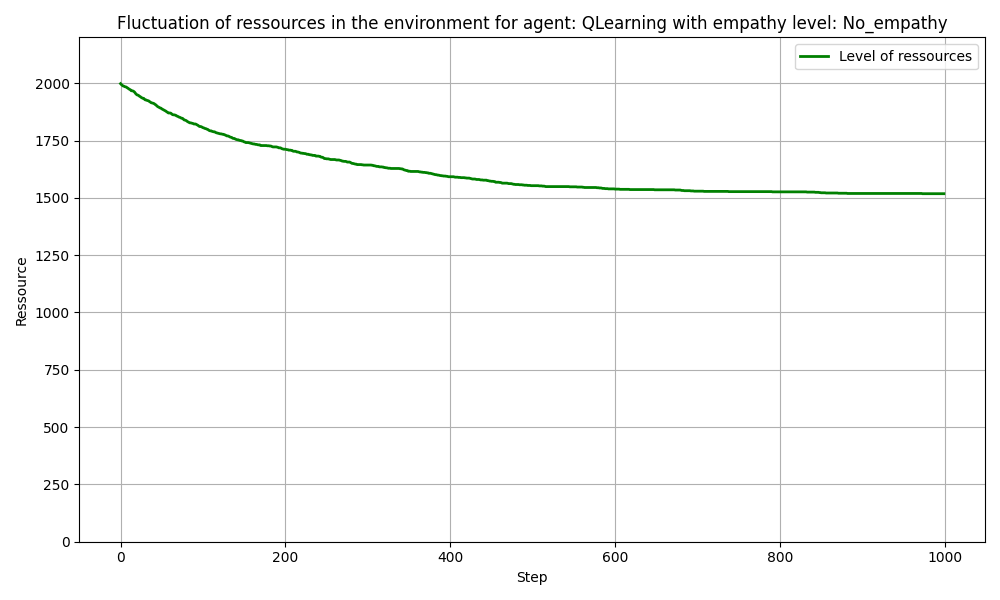 Fluctuation of ressources in the environment for agent: QLearning with empathy level: No_empathy
Level of ressources
2000
1750
1500
1250
1000
750
500
250
0
Ressource
0 200 400 600 800 1000
Step